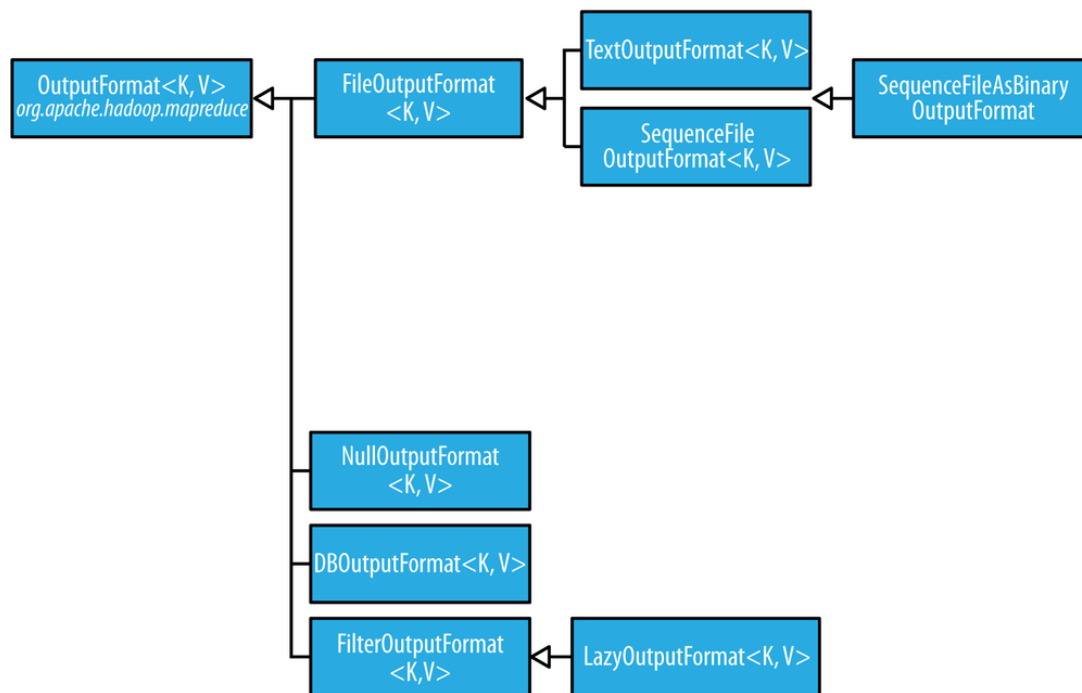 OutputFormat<K, V>
org.apache.hadoop.mapreduce
FileOutputFormat
<K, V>
TextOutputFormat<K, V>
SequenceFile
OutputFormat<K, V>
SequenceFileAsBinary
OutputFormat
NullOutputFormat
<K, V>
DBOutputFormat<K, V>
FilterOutputFormat
<K,V>
LazyOutputFormat<K, V>